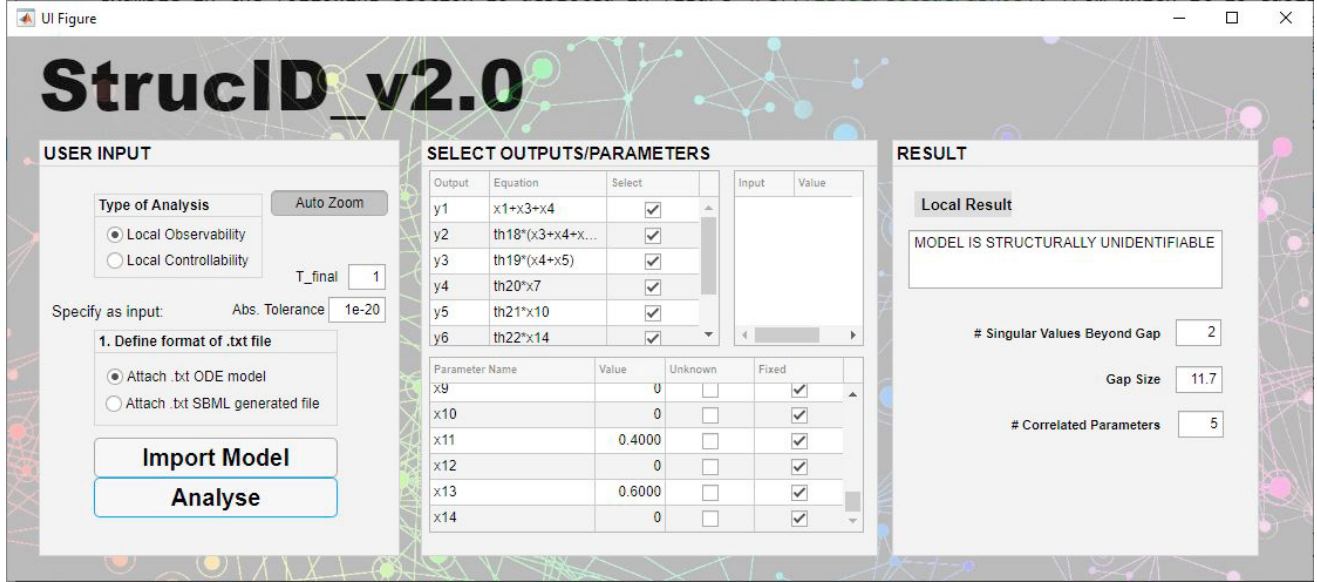 UI Figure
StrucID_v2.0
USER INPUT
Type of Analysis
Auto Zoom
Local Observability
Local Controllability
T_final 1
Specify as input: Abs. Tolerance 1e-20
1. Define format of .txt file
Attach .txt ODE model
Attach .txt SBML generated file
Import Model
Analyse
SELECT OUTPUTS/PARAMETERS
Output Equation Select
y1 x1+x3+x4
y2 th18*(x3+x4+x...
y3 th19*(x4+x5)
y4 th20*x7
y5 th21*x10
y6 th22*x14
Input Value
Parameter Name Value Unknown Fixed
x9 0
x10 0
x11 0.4000
x12 0
x13 0.6000
x14 0
RESULT
Local Result
MODEL IS STRUCTURALLY UNIDENTIFIABLE
# Singular Values Beyond Gap 2
Gap Size 11.7
# Correlated Parameters 5